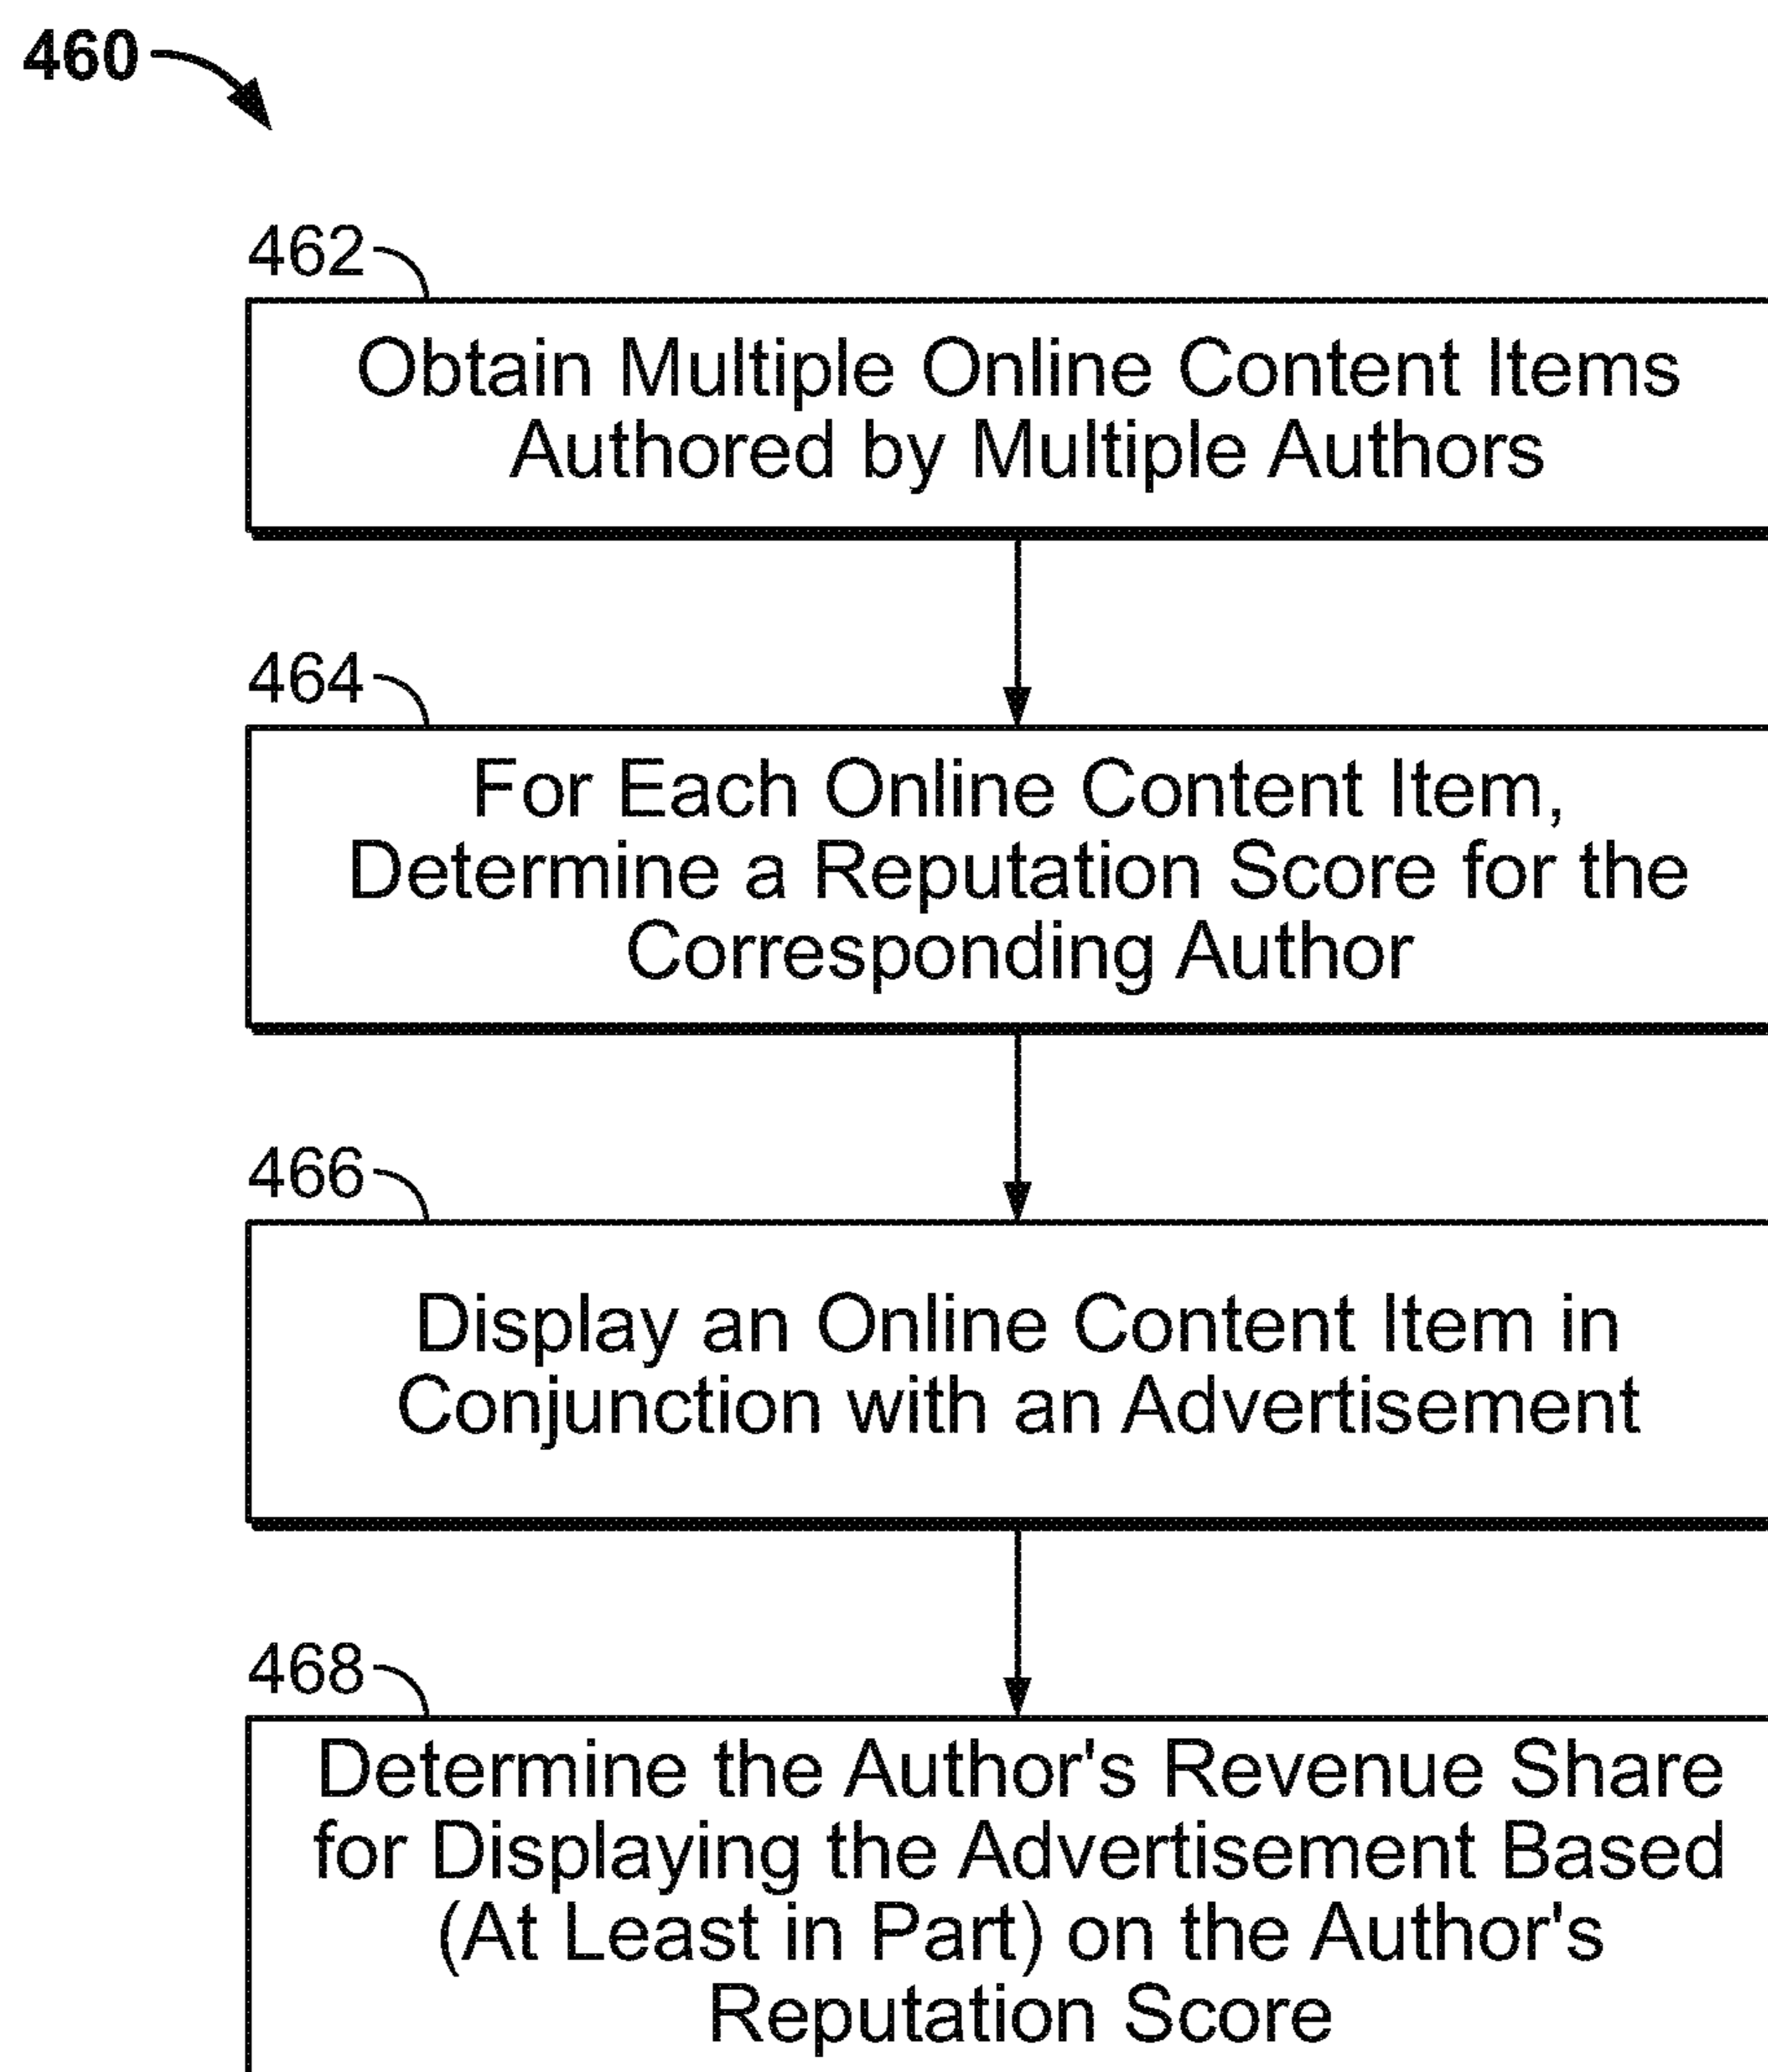 460
462
Obtain Multiple Online Content Items
Authored by Multiple Authors
464
For Each Online Content Item,
Determine a Reputation Score for the
Corresponding Author
466
Display an Online Content Item in
Conjunction with an Advertisement
468
Determine the Author's Revenue Share
for Displaying the Advertisement Based
(At Least in Part) on the Author's
Reputation Score